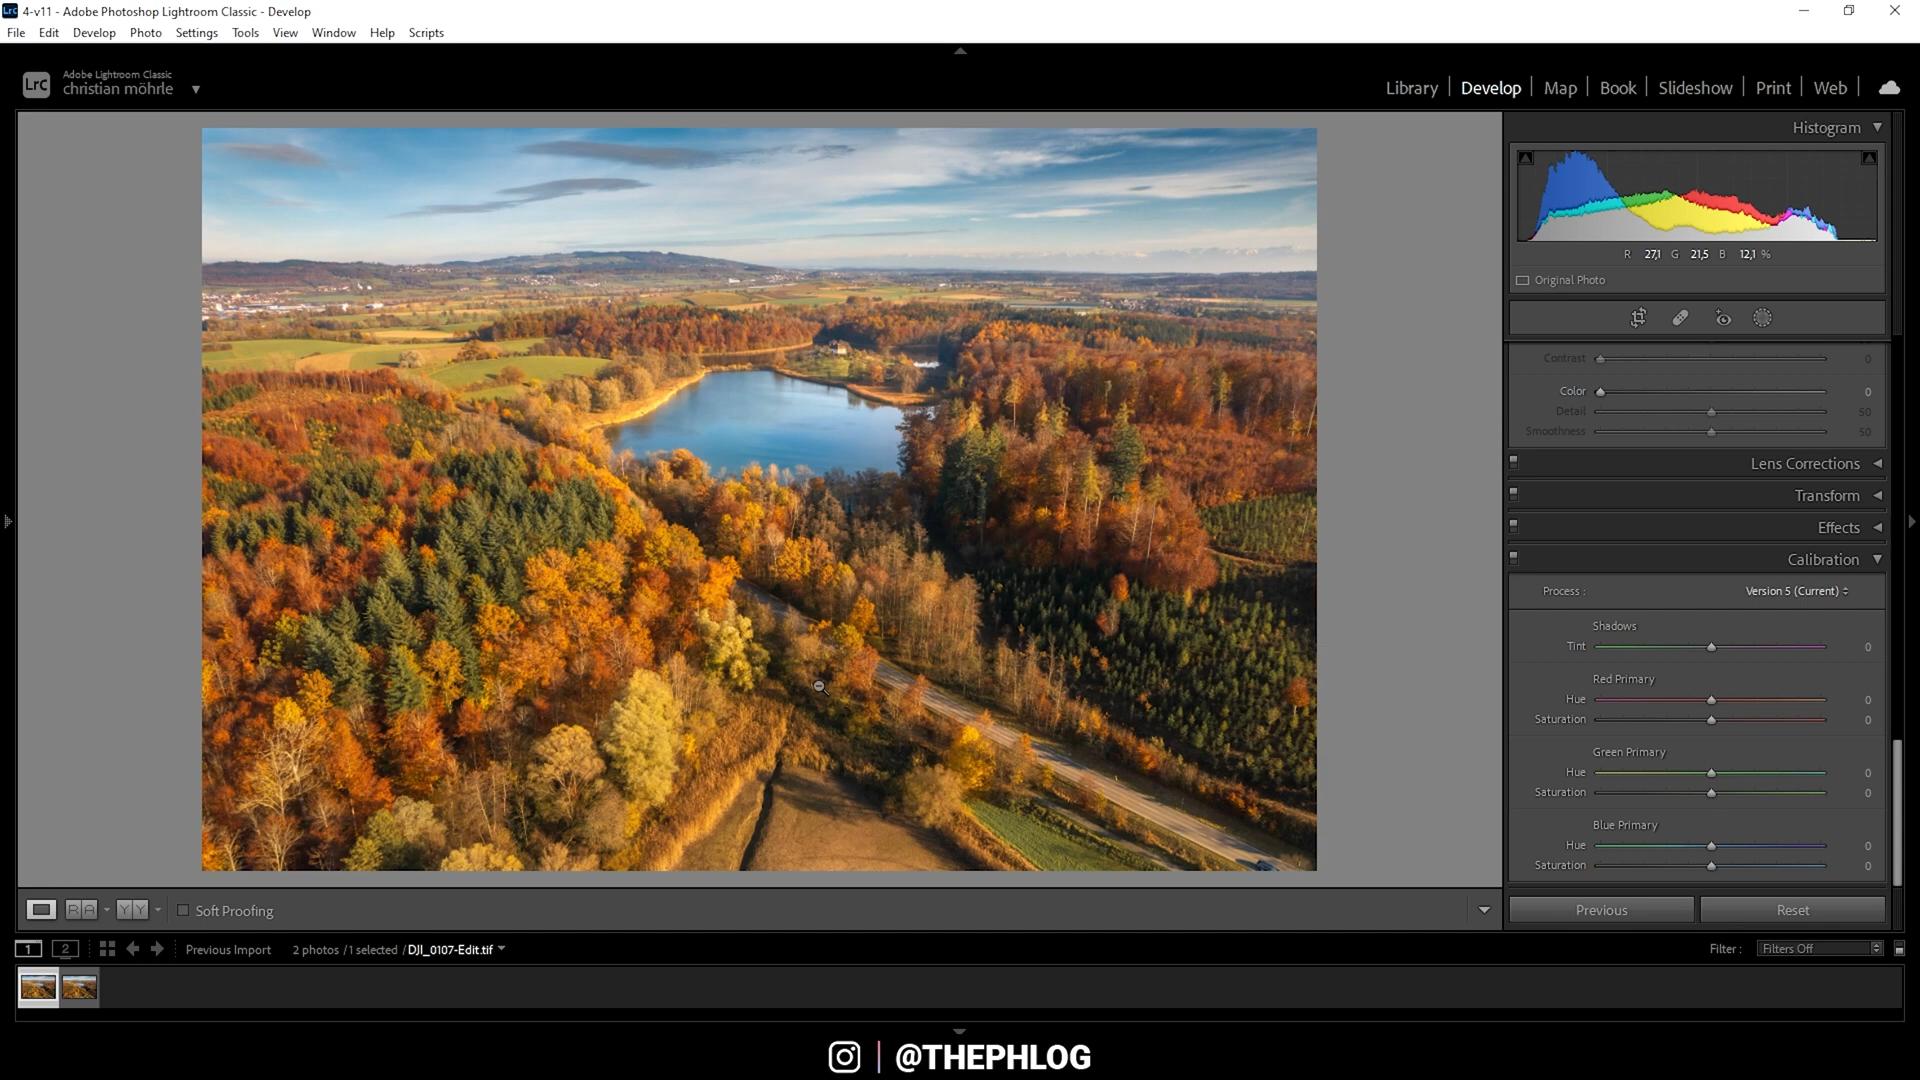 Lrc 4-v11 - Adobe Photoshop Lightroom Classic - Develop
File Edit Develop Photo Settings Tools View Window Help Scripts
LrC
Adobe Lightroom Classic
christian möhrle
Library | Develop | Map | Book | Slideshow | Print | Web |
Histogram
R 27,1 G 21,5 B 12,1 %
Original Photo
Contrast 0
Color 0
Detail 50
Smoothness 50
Lens Corrections
Transform
Effects
Calibration
Process : Version 5 (Current)
Shadows
Tint 0
Red Primary
Hue 0
Saturation 0
Green Primary
Hue 0
Saturation 0
Blue Primary
Hue 0
Saturation 0
Previous Reset
R A Y Y Soft Proofing
1 2 Previous Import 2 photos / 1 selected / DJI_0107-Edit.tif
Filter : Filters Off
| @THEPHLOG